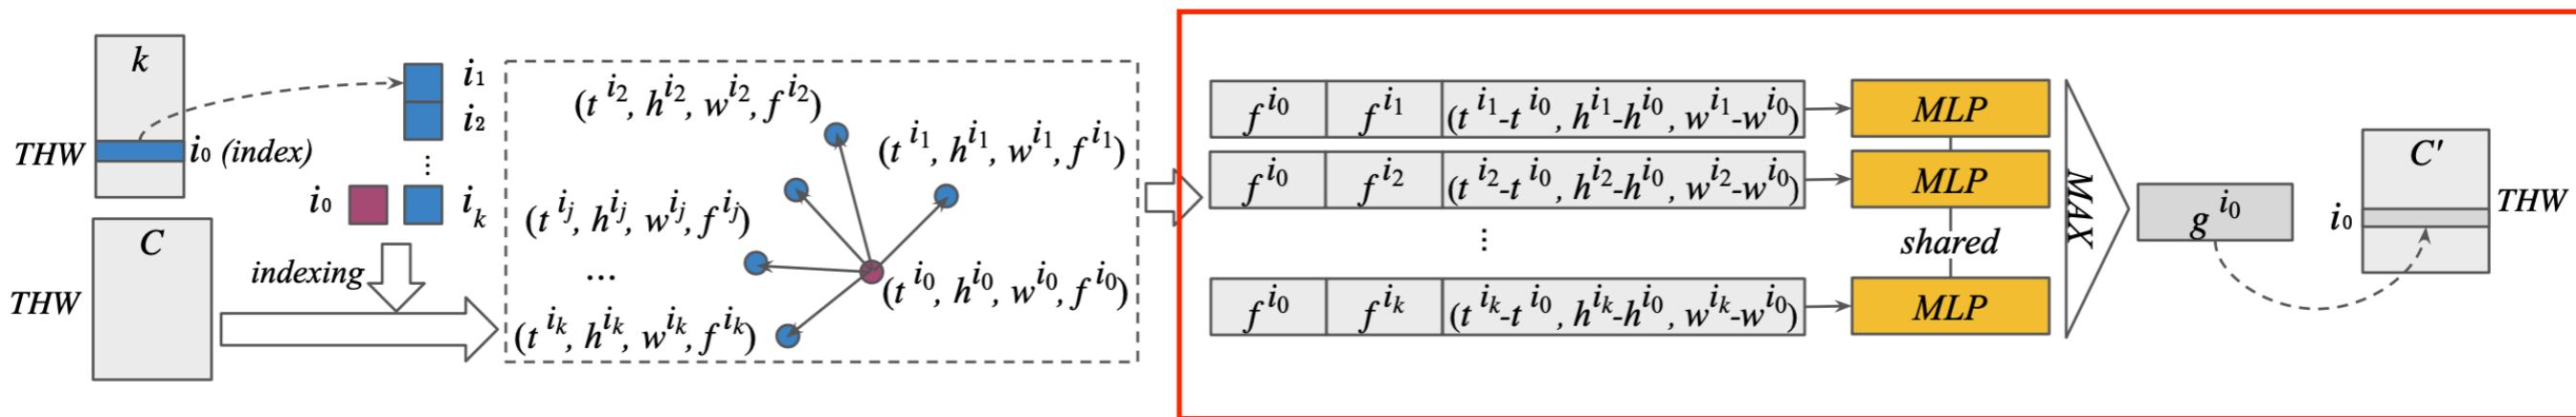 k
THW
i0 (index)
i1
i2
⋮
i0
ik
C
THW
indexing
(t^i2, h^i2, w^i2, f^i2)
(t^i1, h^i1, w^i1, f^i1)
(t^ij, h^ij, w^ij, f^ij)
...
(t^i0, h^i0, w^i0, f^i0)
(t^ik, h^ik, w^ik, f^ik)
f^i0 f^i1 (t^i1-t^i0, h^i1-h^i0, w^i1-w^i0) MLP
f^i0 f^i2 (t^i2-t^i0, h^i2-h^i0, w^i2-w^i0) MLP
⋮
shared
f^i0 f^ik (t^ik-t^i0, h^ik-h^i0, w^ik-w^i0) MLP
MAX
g^i0
C'
i0
THW